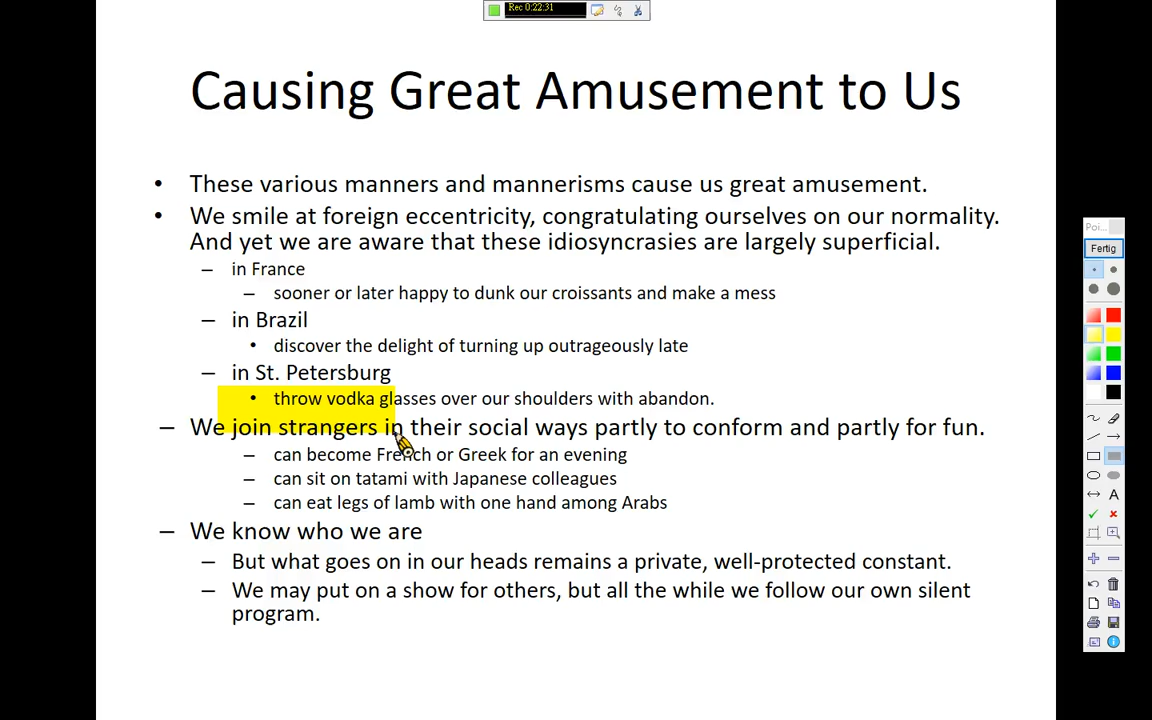 Rec 0:22:31
Causing Great Amusement to Us
• These various manners and mannerisms cause us great amusement.
• We smile at foreign eccentricity, congratulating ourselves on our normality.
And yet we are aware that these idiosyncrasies are largely superficial.
– in France
– sooner or later happy to dunk our croissants and make a mess
– in Brazil
• discover the delight of turning up outrageously late
– in St. Petersburg
• throw vodka glasses over our shoulders with abandon.
– We join strangers in their social ways partly to conform and partly for fun.
– can become French or Greek for an evening
– can sit on tatami with Japanese colleagues
– can eat legs of lamb with one hand among Arabs
– We know who we are
– But what goes on in our heads remains a private, well-protected constant.
– We may put on a show for others, but all the while we follow our own silent
program.
Poi...
Fertig
A